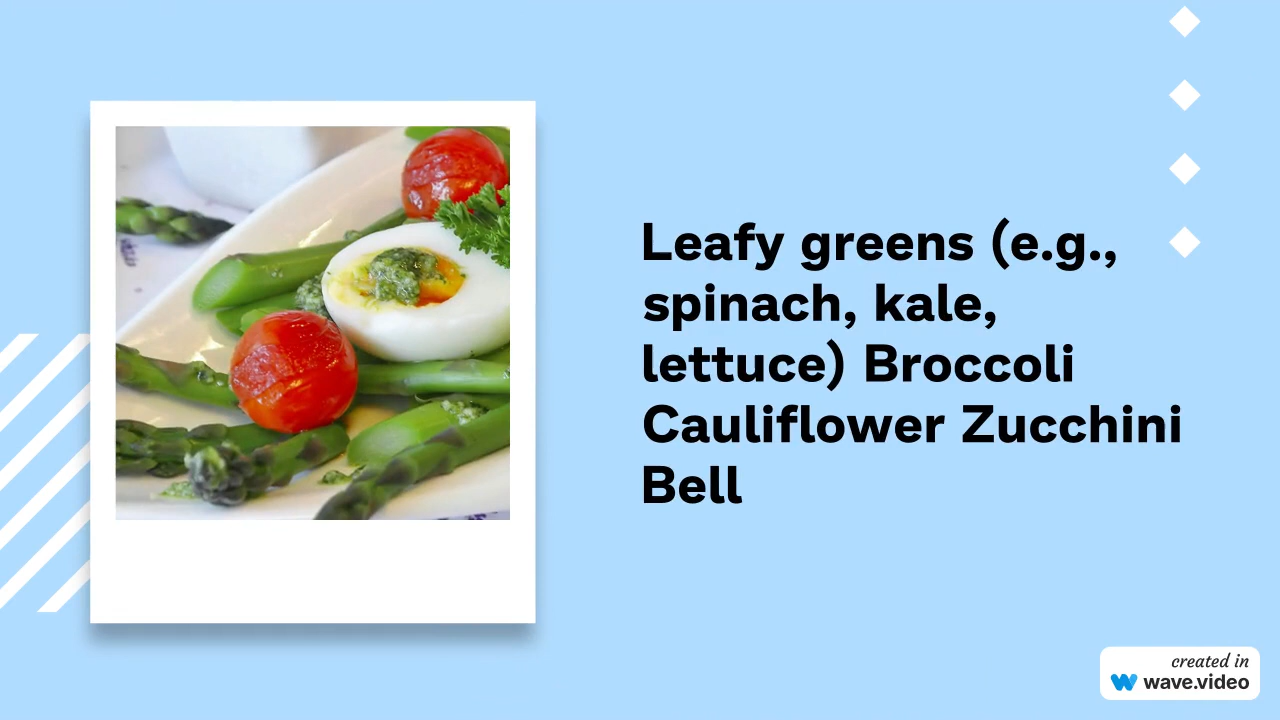 Leafy greens (e.g.,
spinach, kale,
lettuce) Broccoli
Cauliflower Zucchini
Bell
created in
wave.video